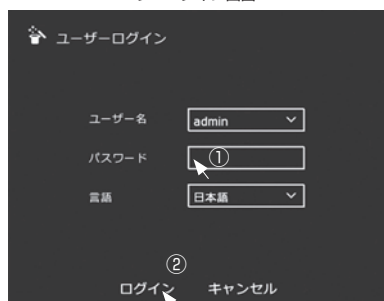 ユーザーログイン
ユーザー名 admin
パスワード ①
言語 日本語
②
ログイン キャンセル